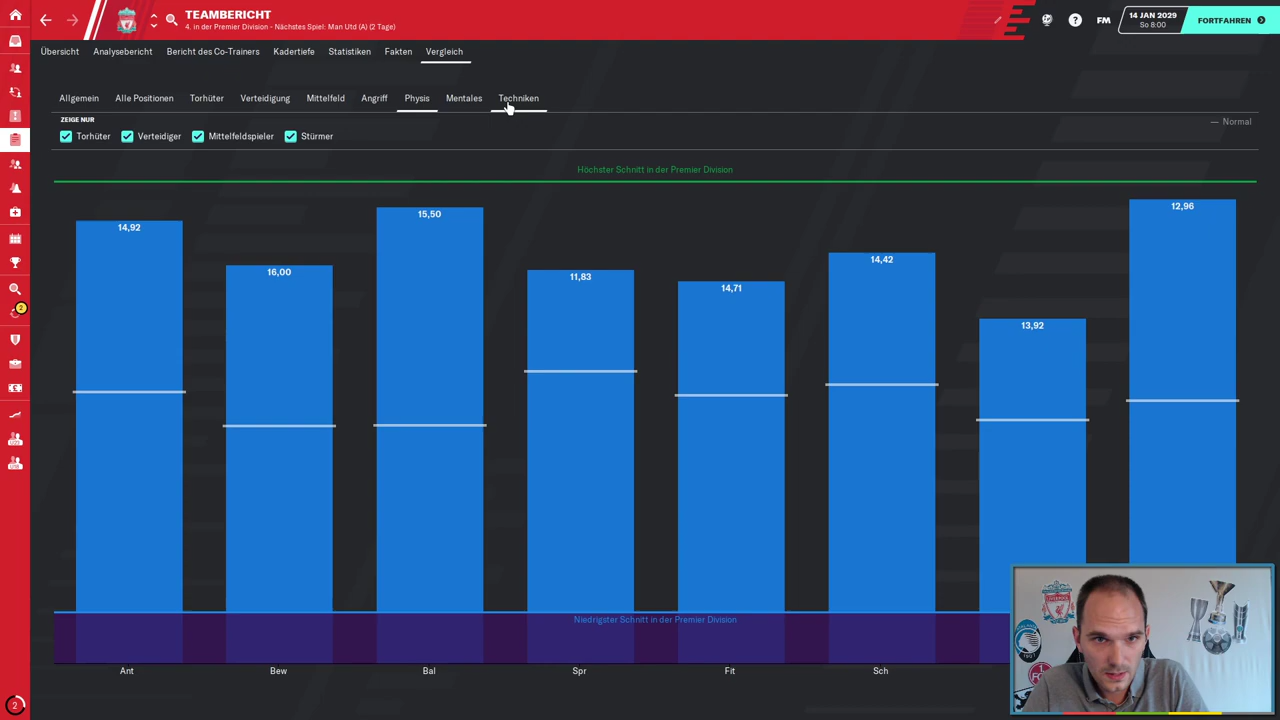 TEAMBERICHT
4. in der Premier Division - Nächstes Spiel: Man Utd (A) (2 Tage)
FM
14 JAN 2029
So 8:00
FORTFAHREN
Übersicht Analysebericht Bericht des Co-Trainers Kadertiefe Statistiken Fakten Vergleich
Allgemein Alle Positionen Torhüter Verteidigung Mittelfeld Angriff Physis Mentales Techniken
ZEIGE NUR
Normal
Torhüter Verteidiger Mittelfeldspieler Stürmer
Höchster Schnitt in der Premier Division
14,92 16,00 15,50 11,83 14,71 14,42 13,92 12,96
2
Niedrigster Schnitt in der Premier Division
Ant Bew Bal Spr Fit Sch
2